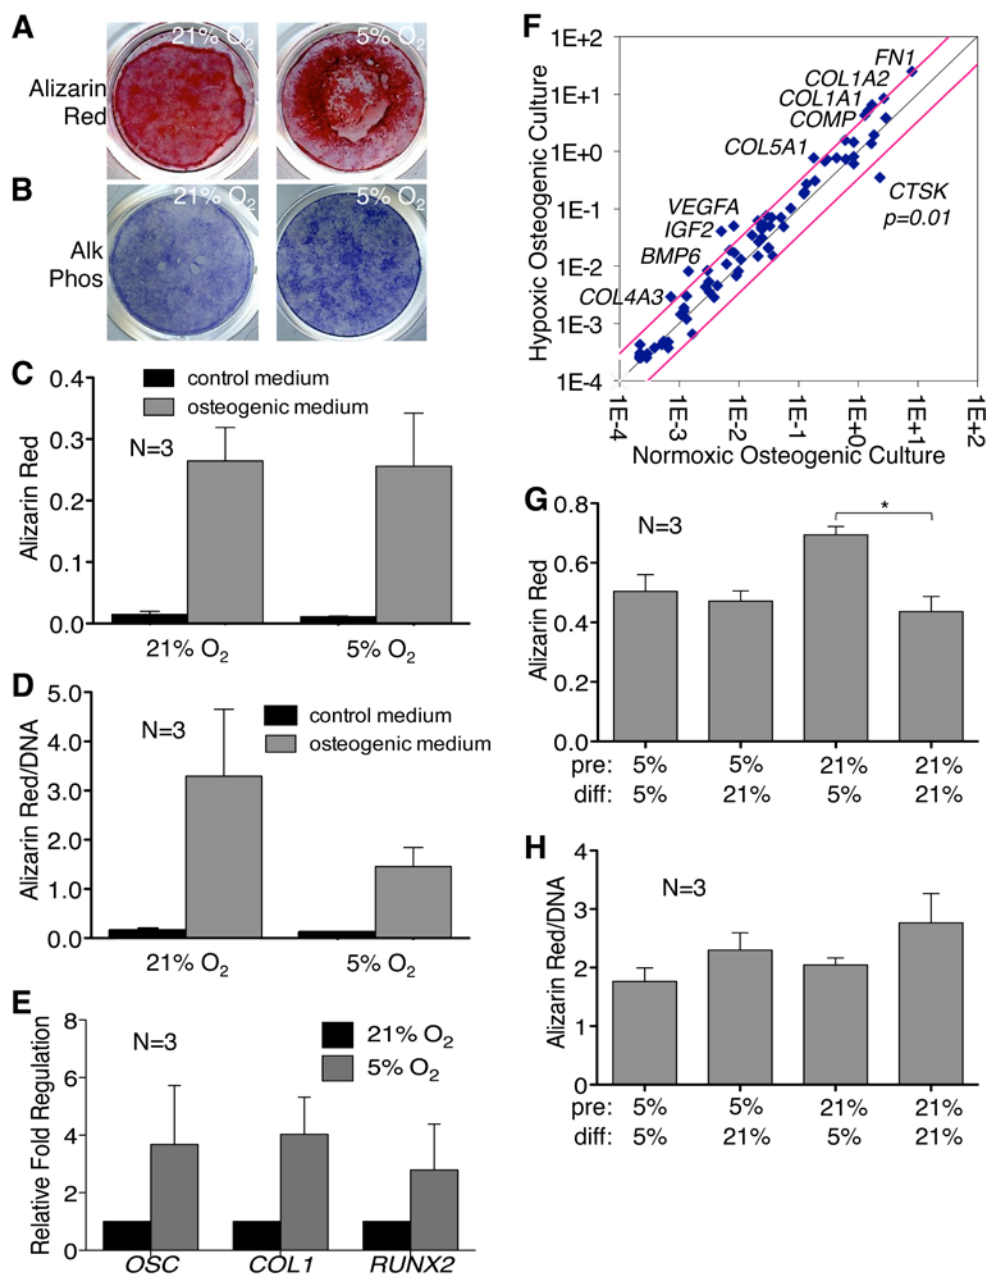 A
21% O2
5% O2
Alizarin
Red
B
21% O2
5% O2
Alk
Phos
C
control medium
osteogenic medium
N=3
Alizarin Red
0.4
0.3
0.2
0.1
0.0
21% O2
5% O2
D
control medium
osteogenic medium
N=3
Alizarin Red/DNA
5.0
4.0
3.0
2.0
1.0
0.0
21% O2
5% O2
E
21% O2
5% O2
N=3
Relative Fold Regulation
8
6
4
2
0
OSC
COL1
RUNX2
F
Hypoxic Osteogenic Culture
1E+2
1E+1
1E+0
1E-1
1E-2
1E-3
1E-4
FN1
COL1A2
COL1A1
COMP
COL5A1
CTSK
p=0.01
VEGFA
IGF2
BMP6
COL4A3
1E-4
1E-3
1E-2
1E-1
1E+0
1E+1
1E+2
Normoxic Osteogenic Culture
G
N=3
*
Alizarin Red
0.8
0.6
0.4
0.2
0.0
pre: 5% 5% 21% 21%
diff: 5% 21% 5% 21%
H
N=3
Alizarin Red/DNA
4
3
2
1
0
pre: 5% 5% 21% 21%
diff: 5% 21% 5% 21%